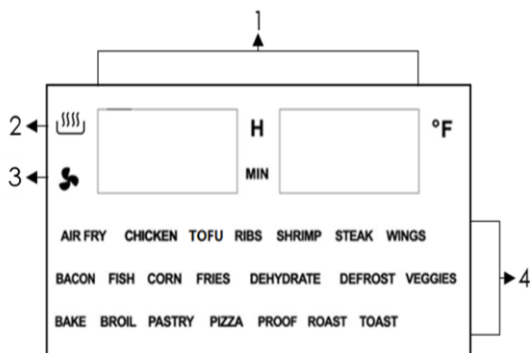 1
2 H °F
3 MIN
AIR FRY CHICKEN TOFU RIBS SHRIMP STEAK WINGS
BACON FISH CORN FRIES DEHYDRATE DEFROST VEGGIES 4
BAKE BROIL PASTRY PIZZA PROOF ROAST TOAST